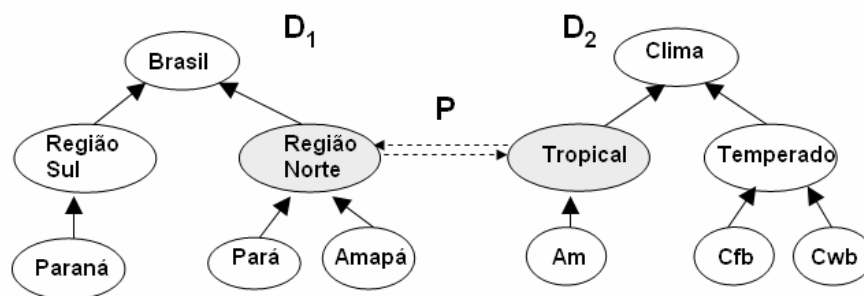 D1
D2
Brasil
Clima
P
Região
Sul
Região
Norte
Tropical
Temperado
Paraná
Pará
Amapá
Am
Cfb
Cwb